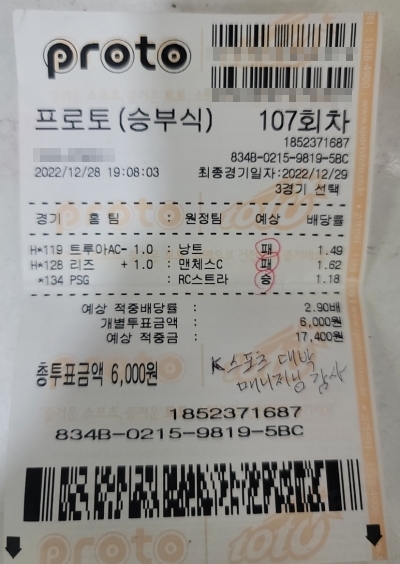 proto
프로토(승부식) 107회차
1852371687
834B-0215-9819-5BC
2022/12/28 19:08:03 최종경기일자:2022/12/29
3경기 선택
경기 홈팀 : 원정팀 예상 배당률
H*119 트루아AC- 1.0 : 낭트 패 1.49
H*128 리즈 + 1.0 : 맨체스C 패 1.62
*134 PSG : RC스트라 승 1.18
예상 적중배당률 : 2.90배
개별투표금액 : 6,000원
예상 적중금 : 17,400원
총투표금액 6,000원
K스포츠 대박
매니저님 감사
1852371687
834B-0215-9819-5BC
proto toto